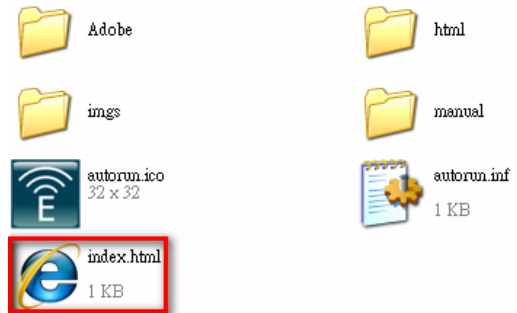 Adobe
html
imgs
manual
autorun.ico
32 x 32
autorun.inf
1 KB
E
index.html
1 KB